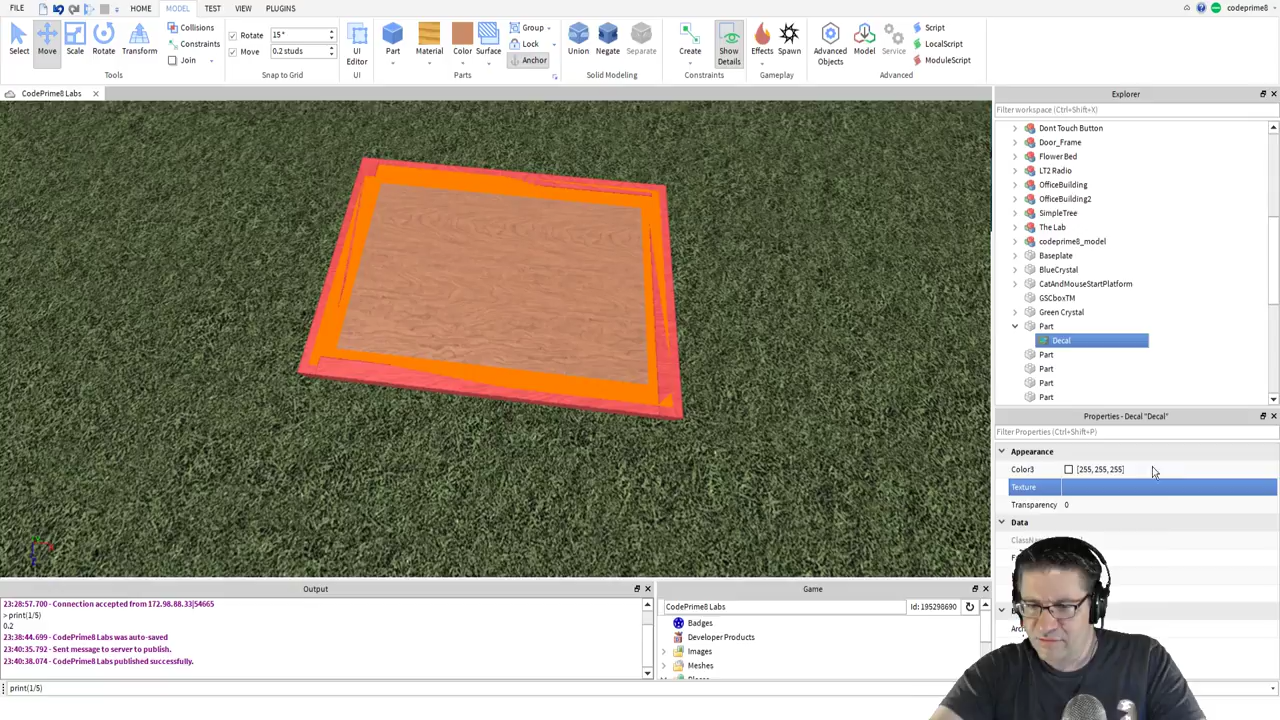 FILE HOME MODEL TEST VIEW PLUGINS codeprime8
Select Move Scale Rotate Transform
Collisions
Constraints
Join
Tools
Rotate 15°
Move 0.2 studs
Snap to Grid
UI
Editor
UI
Part Material Color Surface
Group
Lock
Anchor
Parts
Union Negate Separate
Solid Modeling
Create Show
Details
Constraints
Effects Spawn
Gameplay
Advanced
Objects Model Service
Script
LocalScript
ModuleScript
Advanced
CodePrime8 Labs
Explorer
Filter workspace (Ctrl+Shift+X)
Dont Touch Button
Door_Frame
Flower Bed
LT2 Radio
OfficeBuilding
OfficeBuilding2
SimpleTree
The Lab
codeprime8_model
Baseplate
BlueCrystal
CatAndMouseStartPlatform
GSCboxTM
Green Crystal
Part
Decal
Part
Part
Part
Part
Properties - Decal "Decal"
Filter Properties (Ctrl+Shift+P)
Appearance
Color3 [255, 255, 255]
Texture
Transparency 0
Data
Output
23:28:57.700 - Connection accepted from 172.98.88.33|54665
> print(1/5)
0.2
23:38:44.699 - CodePrime8 Labs was auto-saved
23:40:35.792 - Sent message to server to publish.
23:40:38.074 - CodePrime8 Labs published successfully.
print(1/5)
Game
CodePrime8 Labs Id: 195298690
Badges
Developer Products
Images
Meshes